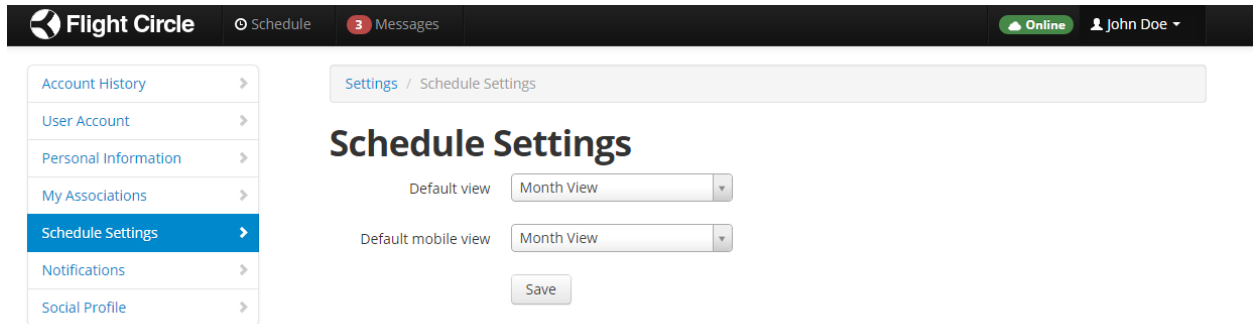 Flight Circle Schedule 3 Messages Online John Doe
Account History
User Account
Personal Information
My Associations
Schedule Settings
Notifications
Social Profile
Settings / Schedule Settings
Schedule Settings
Default view Month View
Default mobile view Month View
Save